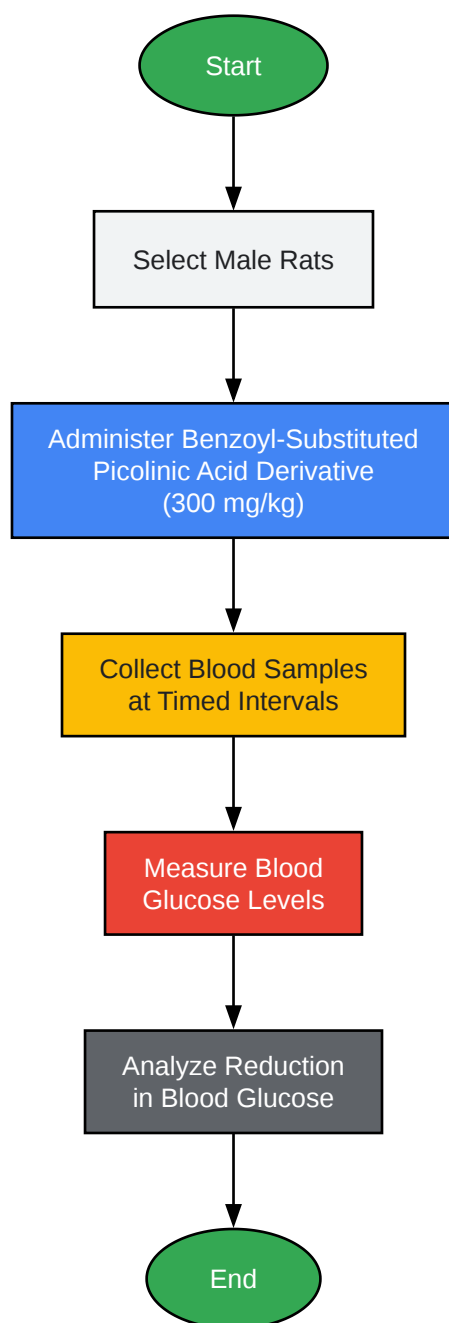 Start
Select Male Rats
Administer Benzoyl-Substituted
Picolinic Acid Derivative
(300 mg/kg)
Collect Blood Samples
at Timed Intervals
Measure Blood
Glucose Levels
Analyze Reduction
in Blood Glucose
End